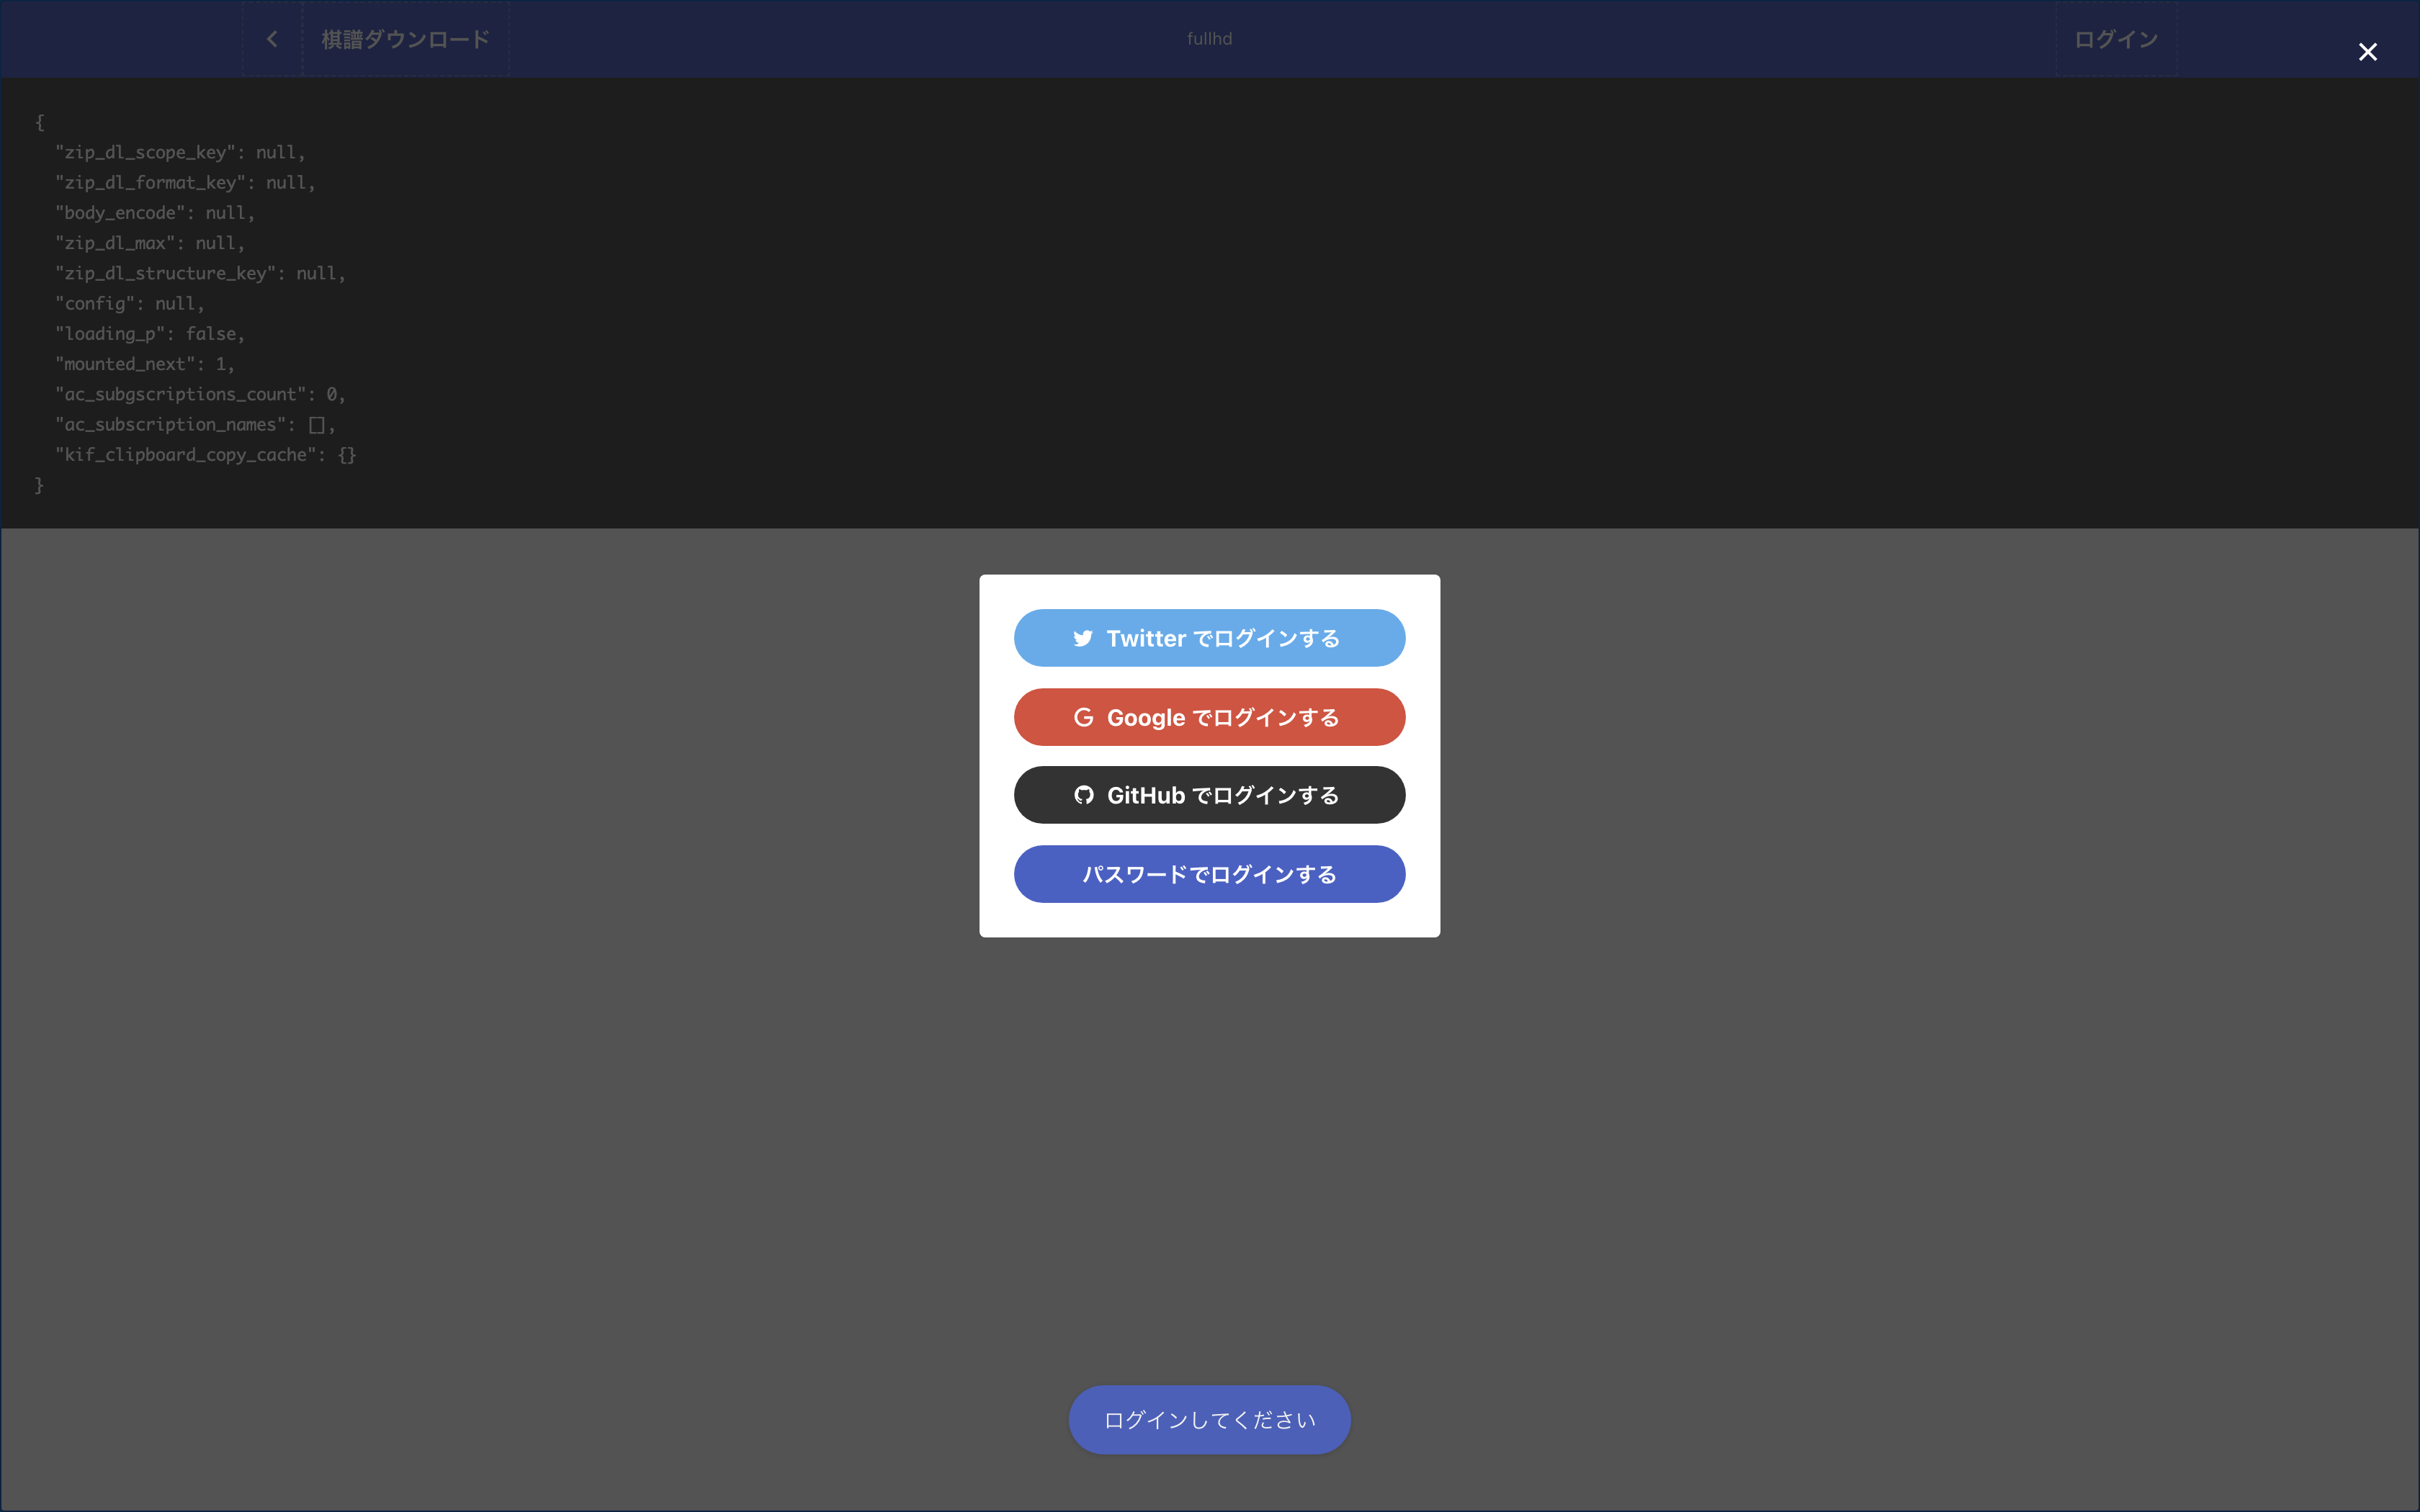 棋譜ダウンロード
fullhd
ログイン
{
"zip_dl_scope_key": null,
"zip_dl_format_key": null,
"body_encode": null,
"zip_dl_max": null,
"zip_dl_structure_key": null,
"config": null,
"loading_p": false,
"mounted_next": 1,
"ac_subgscriptions_count": 0,
"ac_subscription_names": [],
"kif_clipboard_copy_cache": {}
}
Twitter でログインする
Google でログインする
GitHub でログインする
パスワードでログインする
ログインしてください